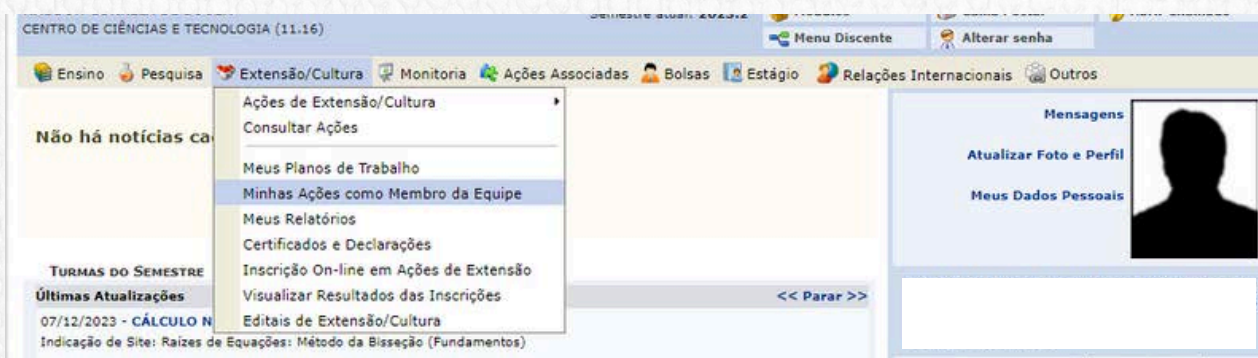 Semestre atual: 2023.2
CENTRO DE CIÊNCIAS E TECNOLOGIA (11.16)
Menu Discente
Alterar senha
Ensino Pesquisa Extensão/Cultura Monitoria Ações Associadas Bolsas Estágio Relações Internacionais Outros
Ações de Extensão/Cultura
Consultar Ações
Não há notícias ca
Meus Planos de Trabalho
Minhas Ações como Membro da Equipe
Meus Relatórios
Certificados e Declarações
Inscrição On-line em Ações de Extensão
Visualizar Resultados das Inscrições
Editais de Extensão/Cultura
Mensagens
Atualizar Foto e Perfil
Meus Dados Pessoais
TURMAS DO SEMESTRE
Últimas Atualizações
<< Parar >>
07/12/2023 - CÁLCULO N
Indicação de Site: Raízes de Equações: Método da Bisseção (Fundamentos)